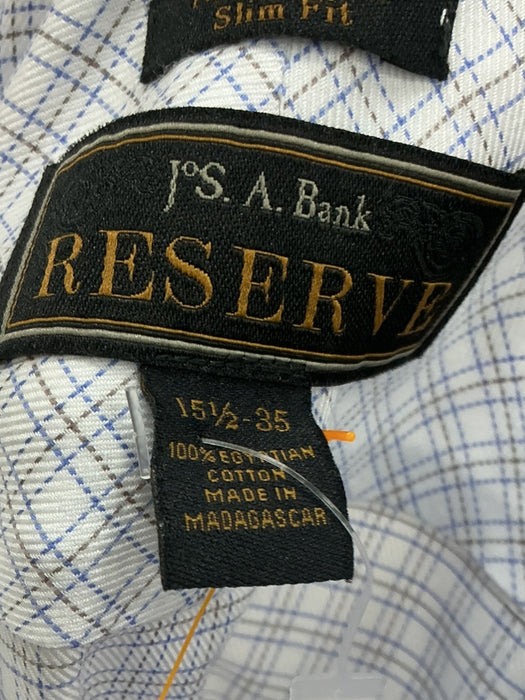 Slim Fit
JoS. A. Bank
RESERVE
15½-35
100% EGYPTIAN
COTTON
MADE IN
MADAGASCAR